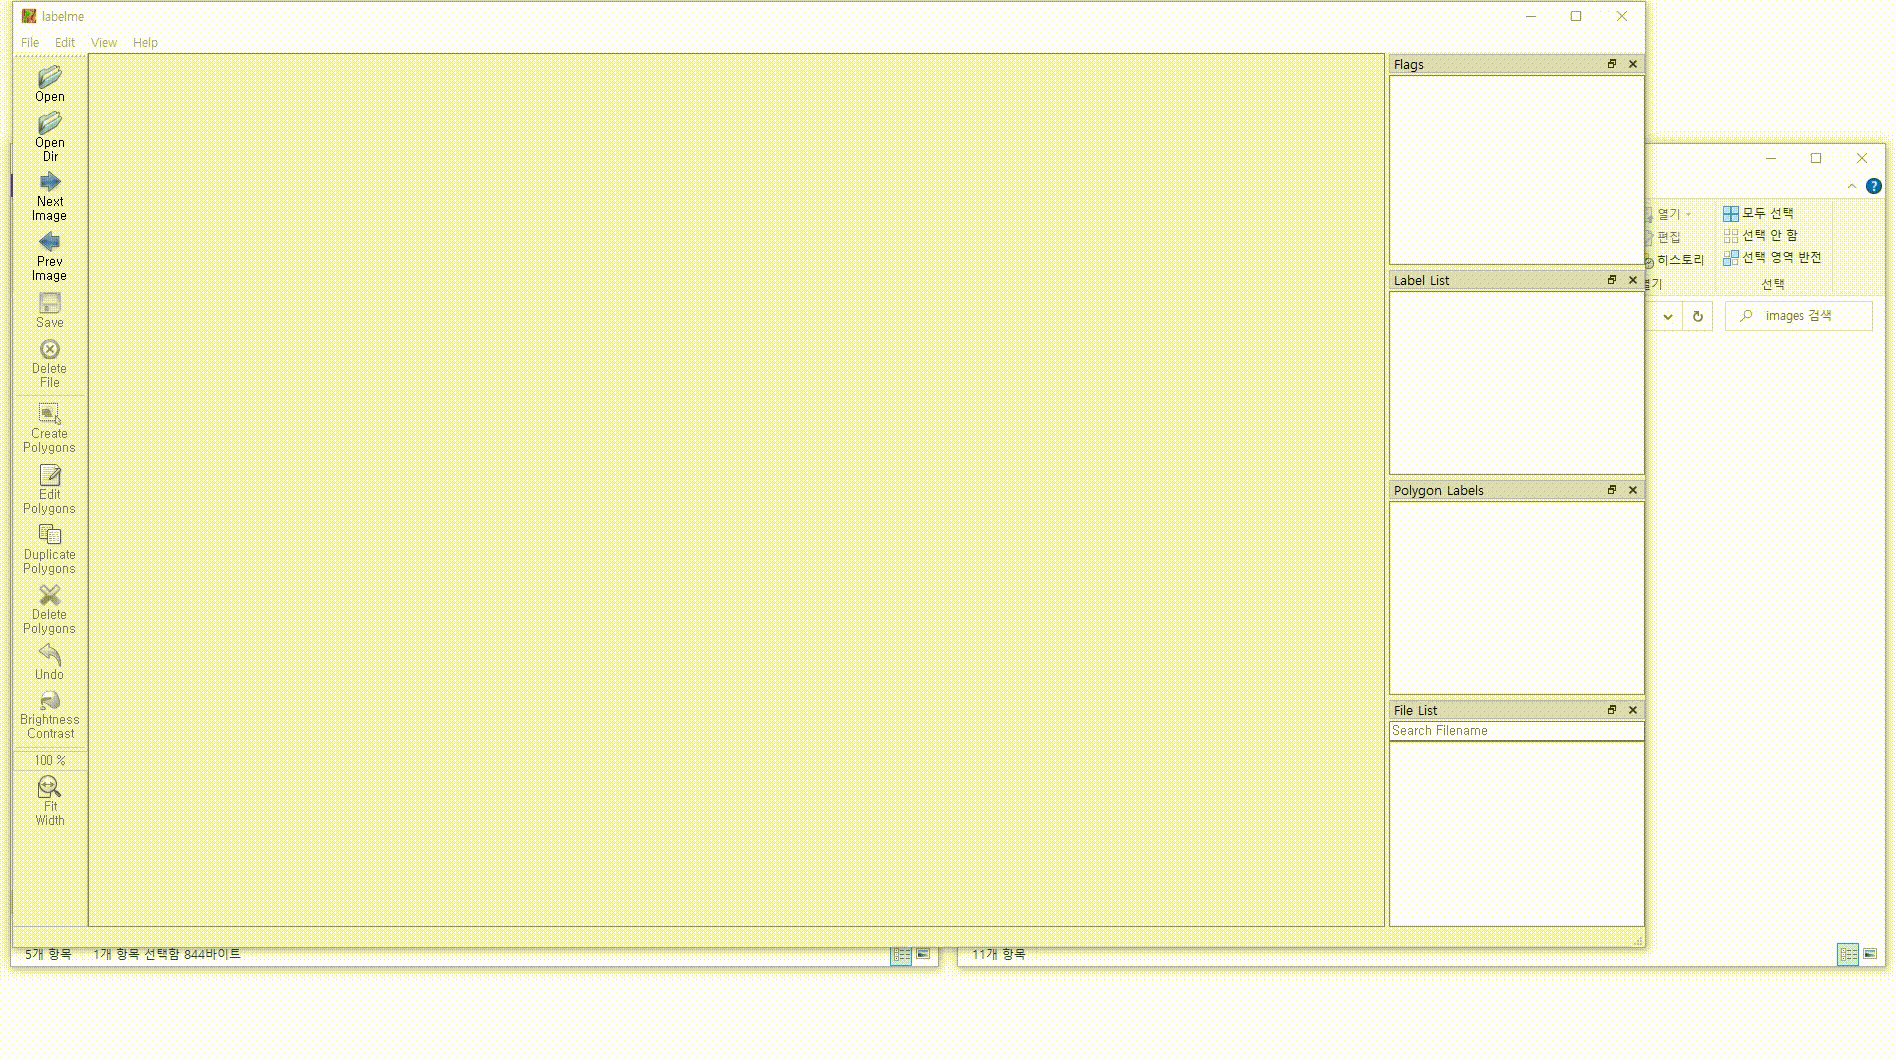 labelme
File Edit View Help
Open
Open
Dir
Next
Image
Prev
Image
Save
Delete
File
Create
Polygons
Edit
Polygons
Duplicate
Polygons
Delete
Polygons
Undo
Brightness
Contrast
100 %
Fit
Width
Flags
Label List
Polygon Labels
File List
Search Filename
열기
편집
히스토리
모두 선택
선택 안 함
선택 영역 반전
선택
images 검색
5개 항목 1개 항목 선택함 844바이트
11개 항목